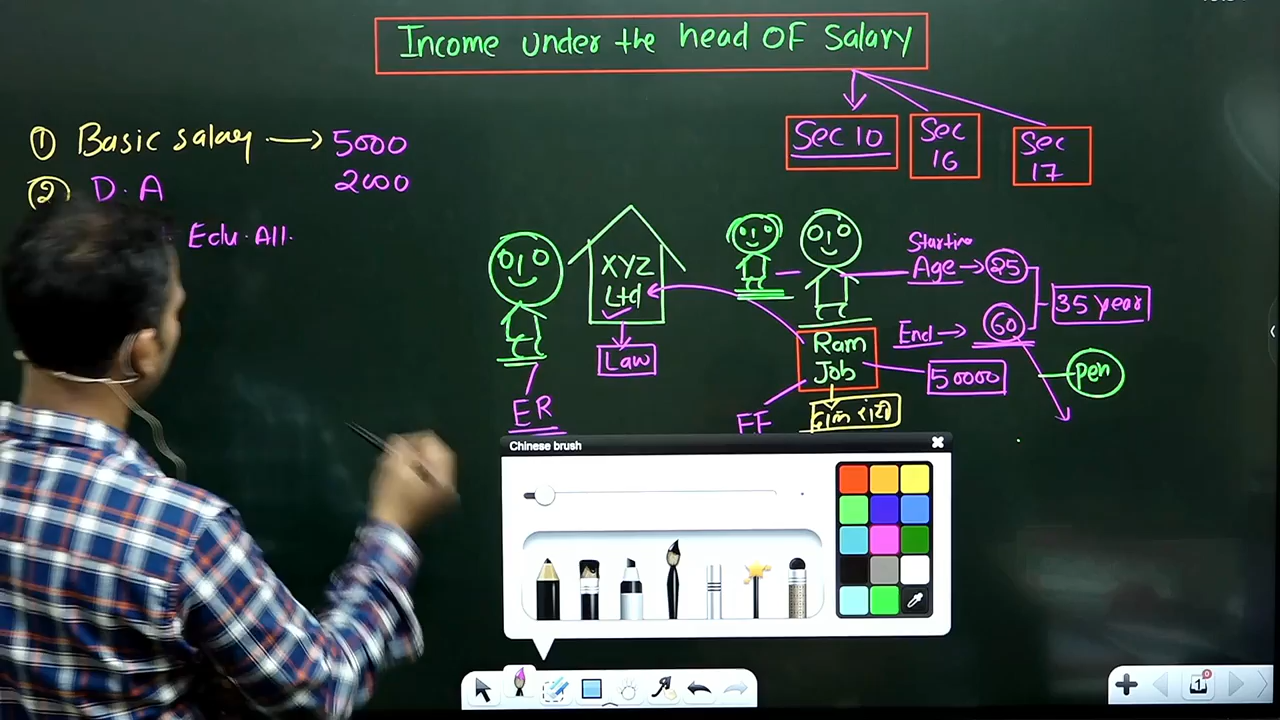 Income under the head OF Salary
Sec 10
Sec
16
Sec
17
① Basic salary → 5000
② D.A 2000
Edu. All.
XYZ
Ltd
Law
ER
Starting
Age → 25
35 year
End → 60
Ram
Job
50000
pen
Chinese brush
1